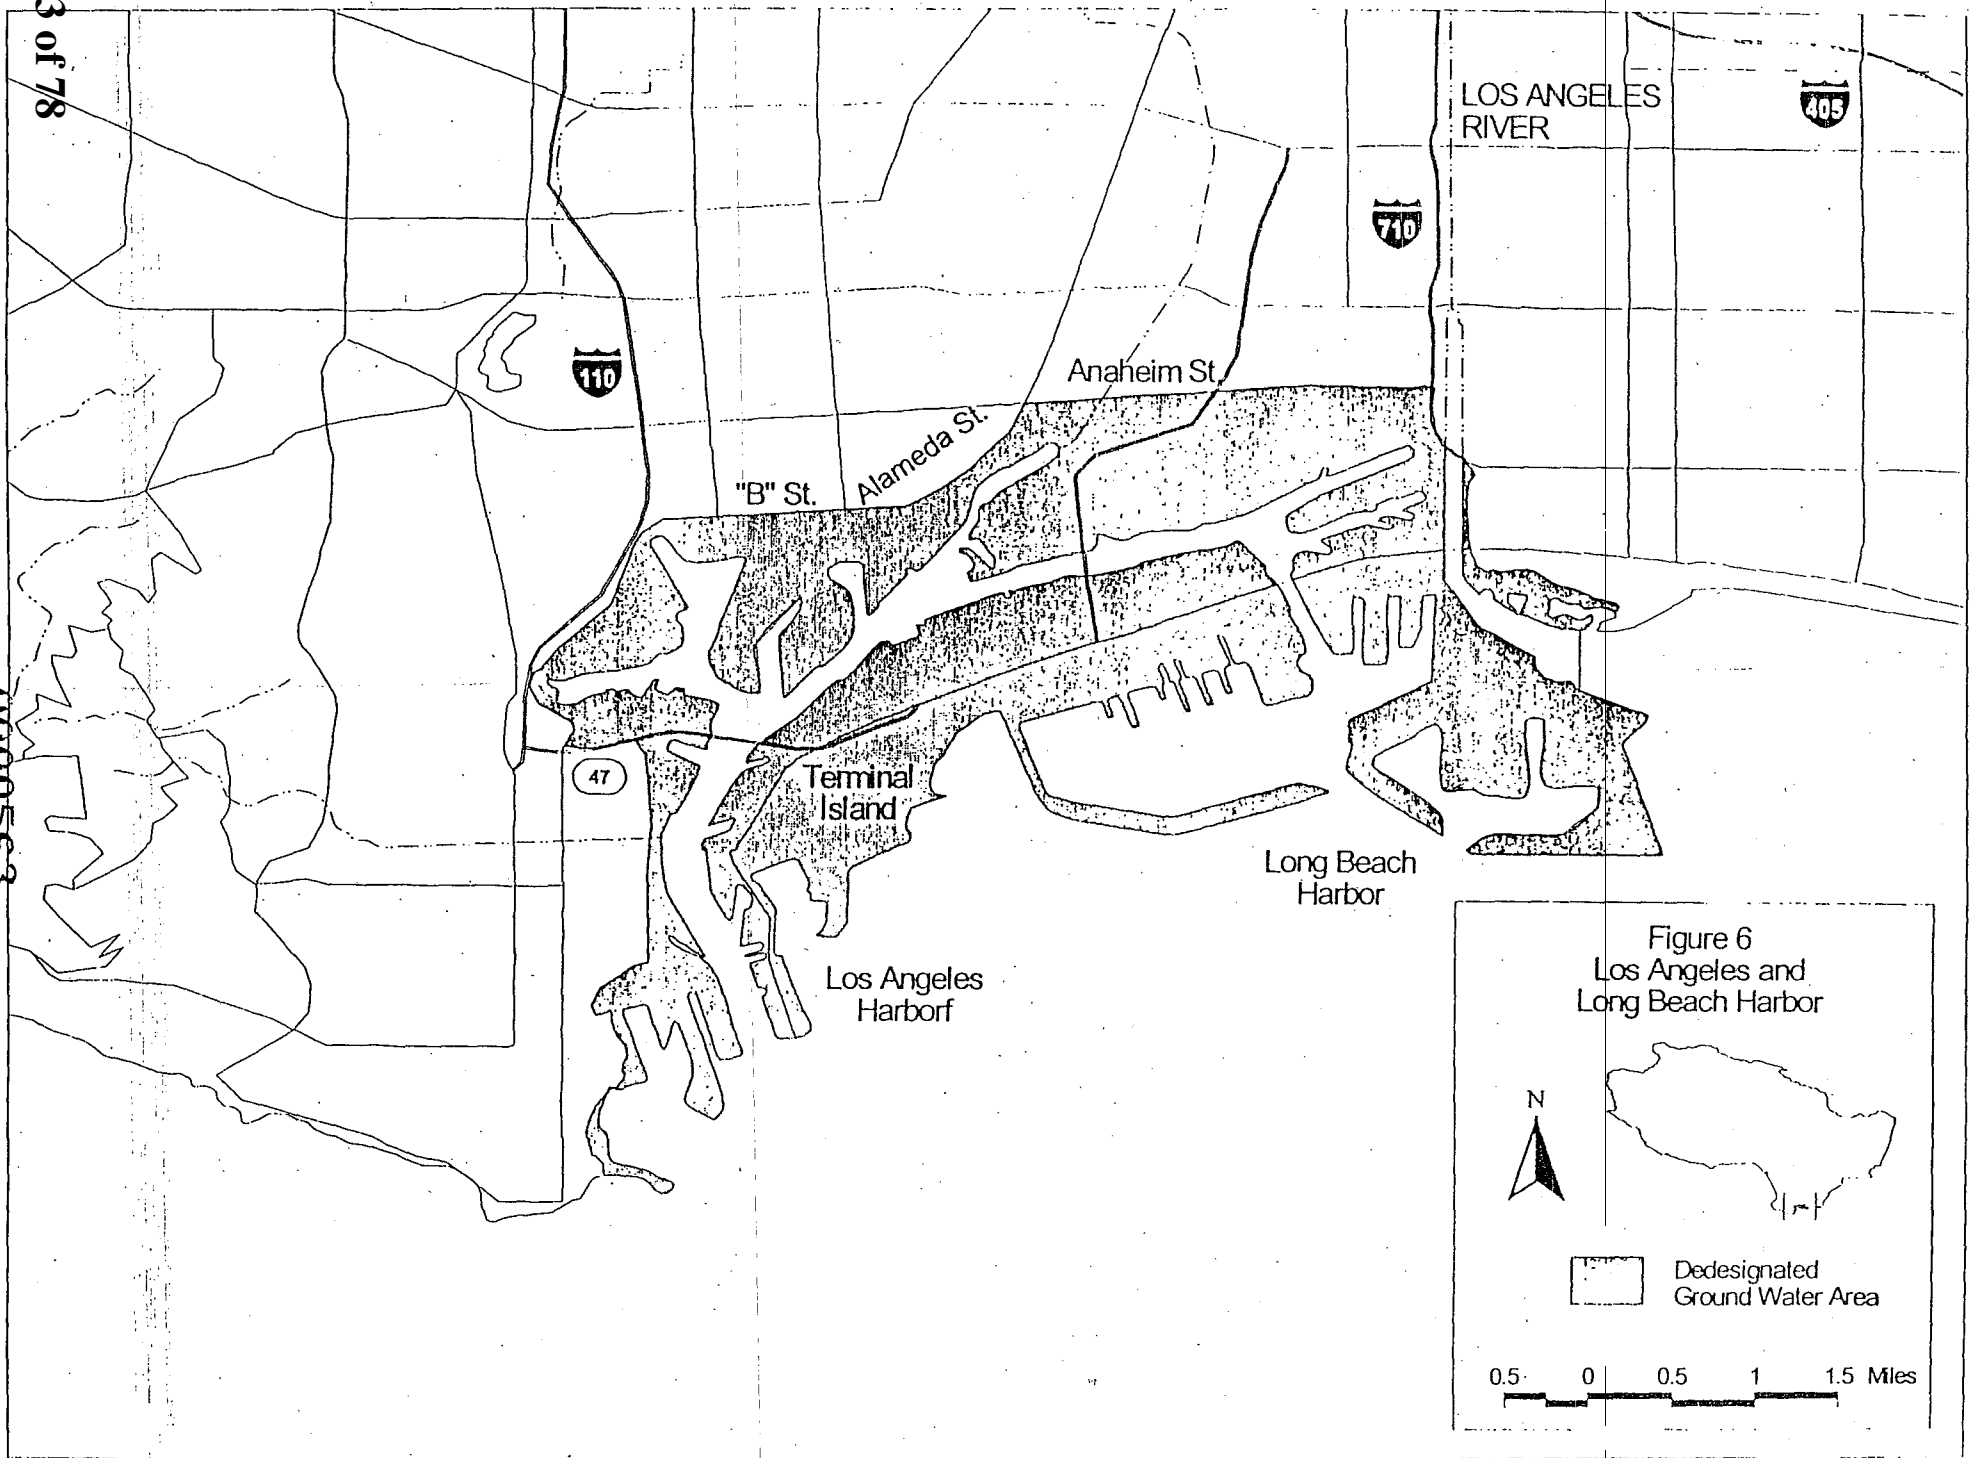 3 of 78
LOS ANGELES
RIVER
405
710
110
Anaheim St.
Alameda St.
"B" St.
47
Terminal
Island
Long Beach
Harbor
Los Angeles
Harborf
Figure 6
Los Angeles and
Long Beach Harbor
N
Dedesignated
Ground Water Area
0.5 0 0.5 1 1.5 Miles